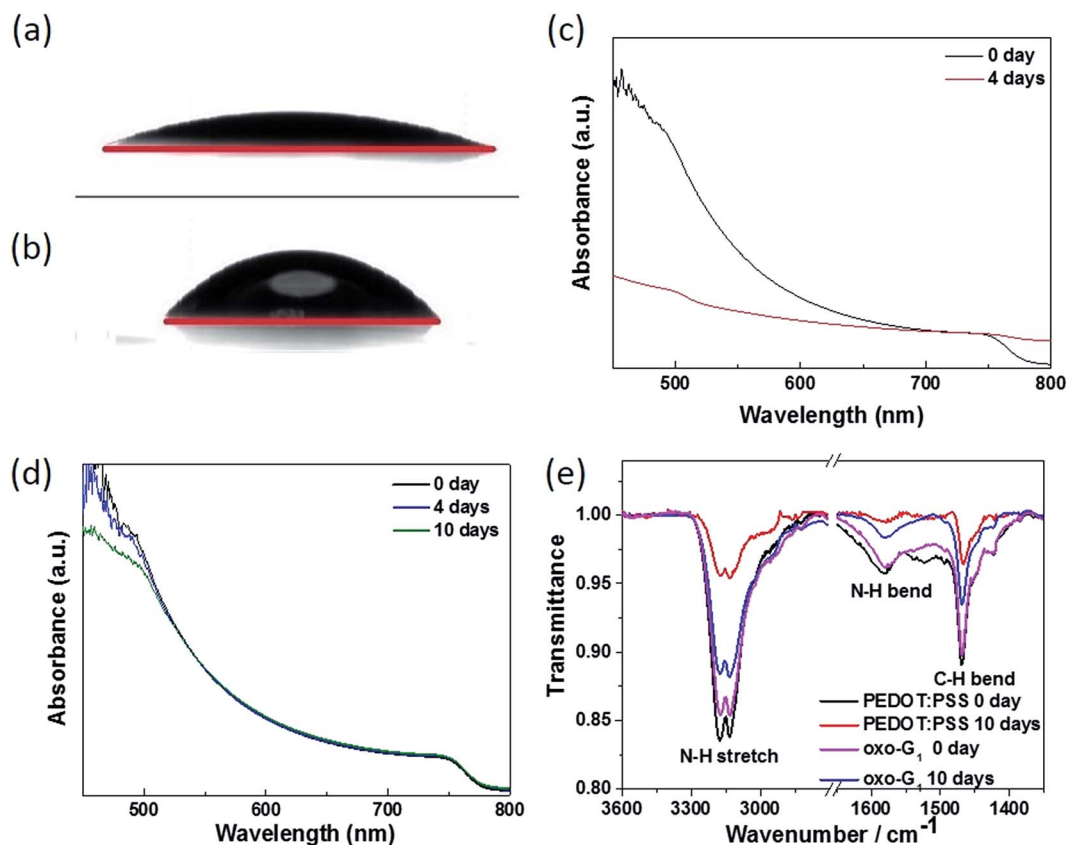 (a)
(b)
(c)
0 day
4 days
Absorbance (a.u.)
500
600
700
800
Wavelength (nm)
(d)
0 day
4 days
10 days
Absorbance (a.u.)
500
600
700
800
Wavelength (nm)
(e)
1.00
0.95
0.90
0.85
0.80
Transmittance
N-H bend
C-H bend
N-H stretch
PEDOT:PSS 0 day
PEDOT:PSS 10 days
oxo-G₁ 0 day
oxo-G₁ 10 days
3600
3300
3000
1600
1500
1400
Wavenumber / cm⁻¹